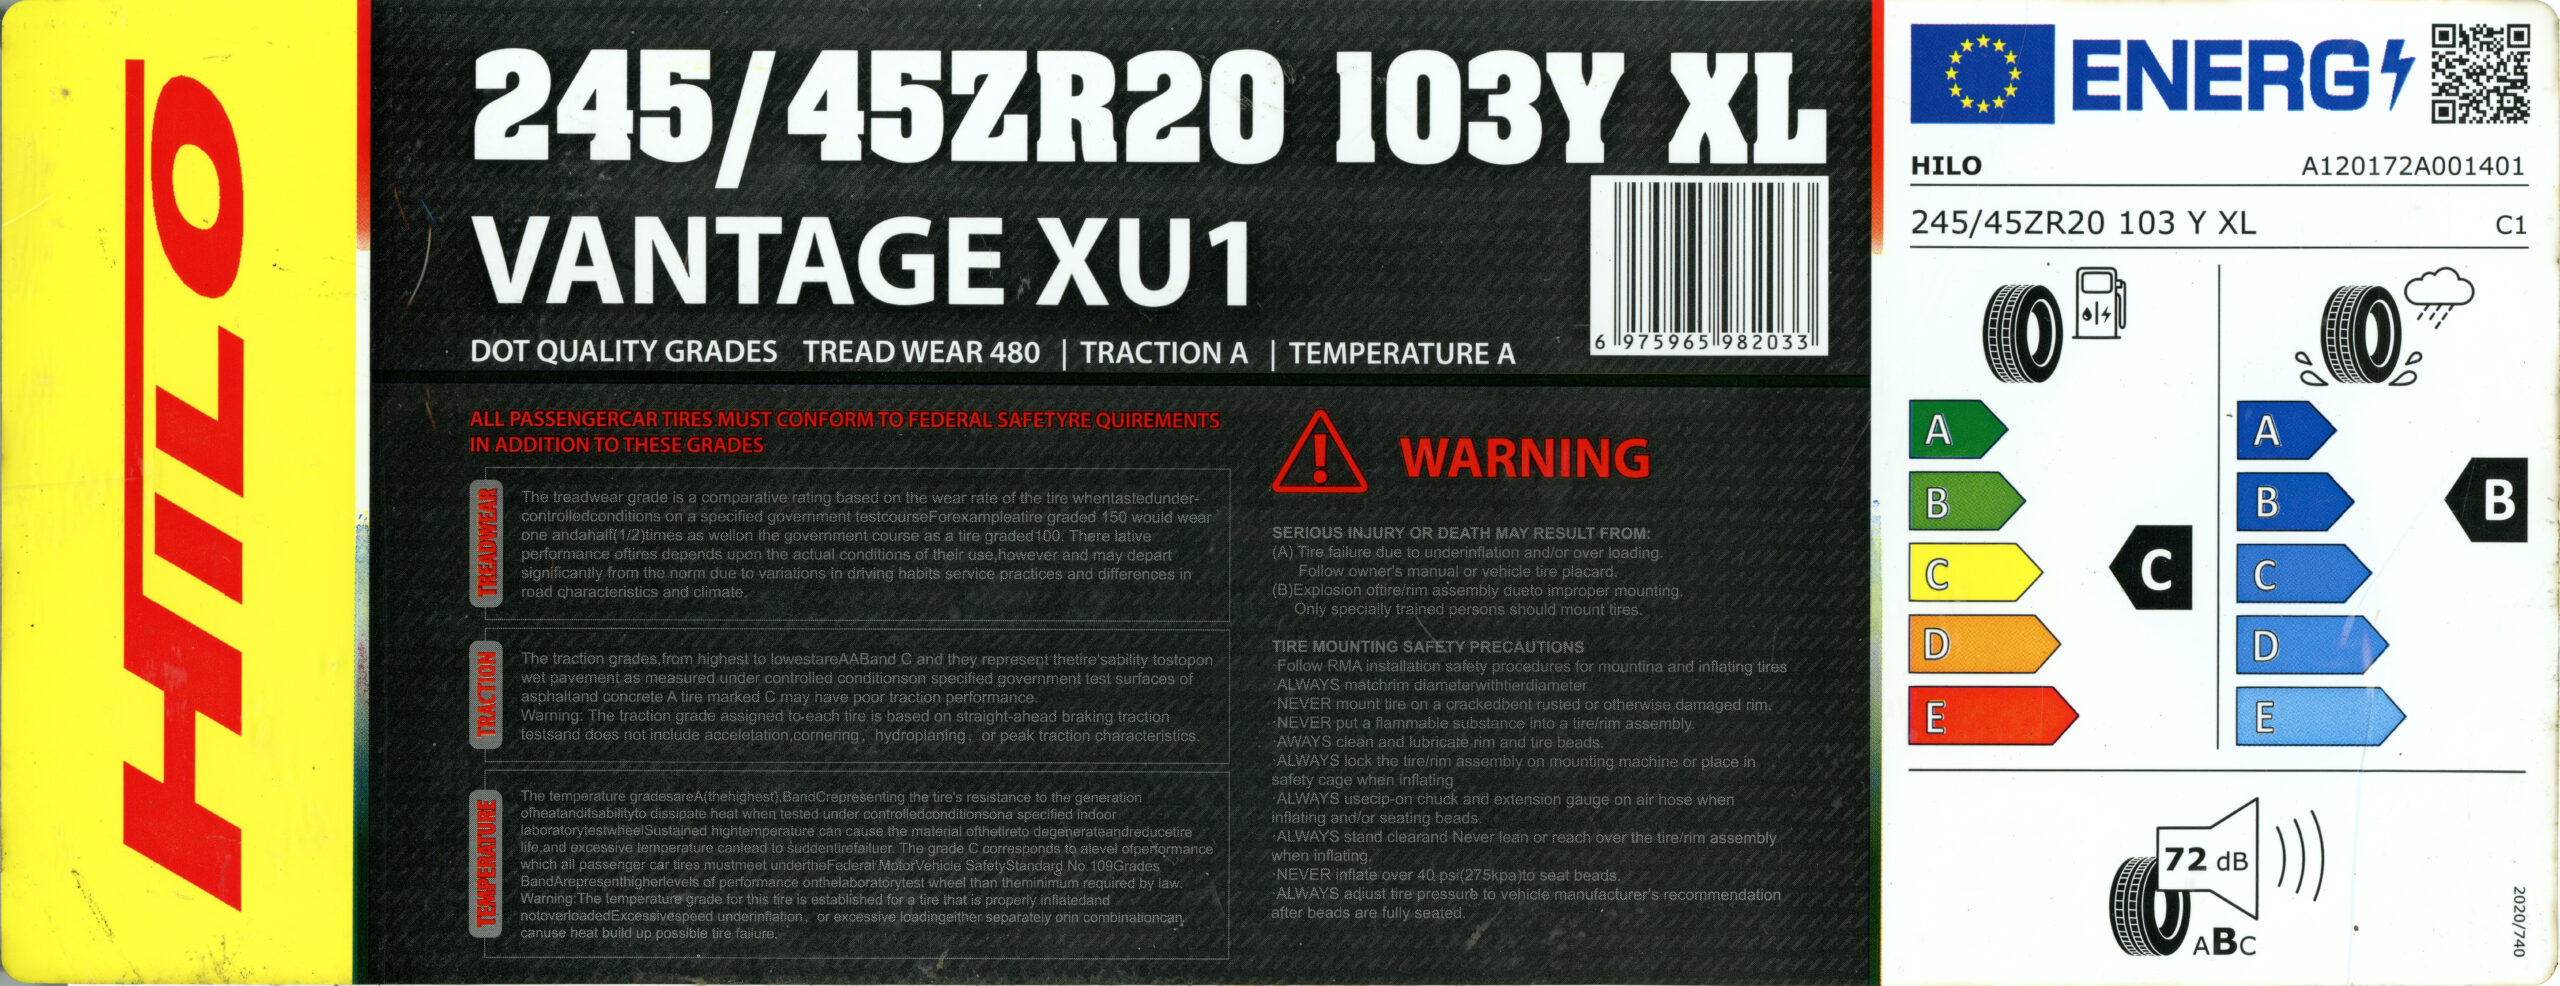 HILO
245/45ZR20 103Y XL
VANTAGE XU1
DOT QUALITY GRADES TREAD WEAR 480 | TRACTION A | TEMPERATURE A
6 975965 982033
ALL PASSENGERCAR TIRES MUST CONFORM TO FEDERAL SAFETYRE QUIREMENTS
IN ADDITION TO THESE GRADES
TREADWEAR
The treadwear grade is a comparative rating based on the wear rate of the tire whentastedunder-
controlledconditions on a specified government testcourseForexampleatire graded 150 would wear
one andahalf(1/2)times as wellon the government course as a tire graded100. There lative
performance oftires depends upon the actual conditions of their use,however and may depart
significantly from the norm due to variations in driving habits service practices and differences in
road characteristics and climate.
TRACTION
The traction grades,from highest to lowestareAABand C and they represent thetire'sability tostopon
wet pavement as measured under controlled conditionson specified government test surfaces of
asphaltand concrete A tire marked C may have poor traction performance.
Warning: The traction grade assigned to each tire is based on straight-ahead braking traction
testsand does not include acceletation,cornering, hydroplaning, or peak traction characteristics.
TEMPERATURE
The temperature gradesareA(thehighest),BandCrepresenting the tire's resistance to the generation
ofheatanditsabilityto dissipate heat when tested under controlledconditionsona specified indoor
laboratorytestwheelSustained hightemperature can cause the material ofthetireto degenerateandreducetire
life,and excessive temperature canlead to suddentirefailuer. The grade C corresponds to alevel ofperformance
which all passenger car tires mustmeet undertheFederal MotorVehicle SafetyStandard No.109Grades
BandArepresenthigherlevels of performance onthelaboratorytest wheel than theminimum required by law.
Warning:The temperature grade for this tire is established for a tire that is properly inflatedand
notoverloadedExcessivespeed underinflation, or excessive loadingeither separately orin combinationcan,
canuse heat build up possible tire failure.
WARNING
SERIOUS INJURY OR DEATH MAY RESULT FROM:
(A) Tire failure due to underinflation and/or over loading.
Follow owner's manual or vehicle tire placard.
(B)Explosion oftire/rim assembly dueto improper mounting.
Only specially trained persons should mount tires.
TIRE MOUNTING SAFETY PRECAUTIONS
·Follow RMA installation safety procedures for mountina and inflating tires
·ALWAYS matchrim diameterwithtierdiameter
·NEVER mount tire on a crackedbent rusted or otherwise damaged rim.
·NEVER put a flammable substance into a tire/rim assembly.
·AWAYS clean and lubricate rim and tire beads.
·ALWAYS lock the tire/rim assembly on mounting machine or place in
safety cage when inflating
·ALWAYS usecip-on chuck and extension gauge on air hose when
inflating and/or seating beads.
·ALWAYS stand clearand Never lean or reach over the tire/rim assembly
when inflating.
·NEVER inflate over 40 psi(275kpa)to seat beads.
·ALWAYS adjust tire pressure to vehicle manufacturer's recommendation
after beads are fully seated.
ENERG
HILO A120172A001401
245/45ZR20 103 Y XL C1
A
B
C
D
E
C
A
B
C
D
E
B
72 dB
ABC
2020/740